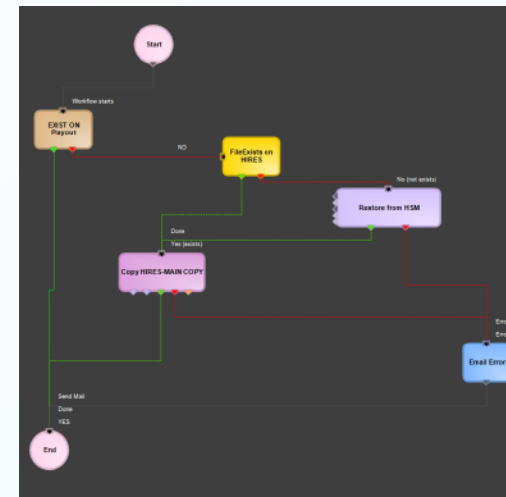 Start
Workflow starts
EXIST ON
Playout
NO
FileExists on
HIRES
No (not exists)
Restore from HSM
Done
Yes (exists)
Copy HIRES-MAIN COPY
Email Error
Send Mail
Done
YES
End